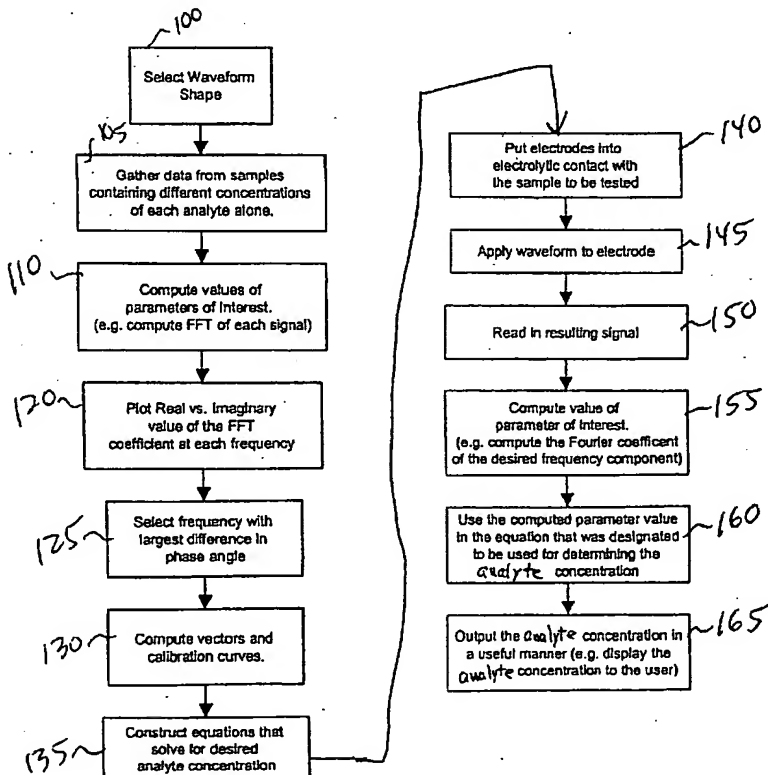 100
Select Waveform
Shape
105
Gather data from samples
containing different concentrations
of each analyte alone.
110
Compute values of
parameters of Interest.
(e.g. compute FFT of each signal)
120
Plot Real vs. Imaginary
value of the FFT
coefficient at each frequency
125
Select frequency with
largest difference in
phase angle
130
Compute vectors and
calibration curves.
135
Construct equations that
solve for desired
analyte concentration
Put electrodes into
electrolytic contact with
the sample to be tested
140
Apply waveform to electrode
145
Read in resulting signal
150
Compute value of
parameter of Interest.
(e.g. compute the Fourier coefficent
of the desired frequency component)
155
Use the computed parameter value
in the equation that was designated
to be used for determining the
analyte concentration
160
Output the analyte concentration in
a useful manner (e.g. display the
analyte concentration to the user)
165